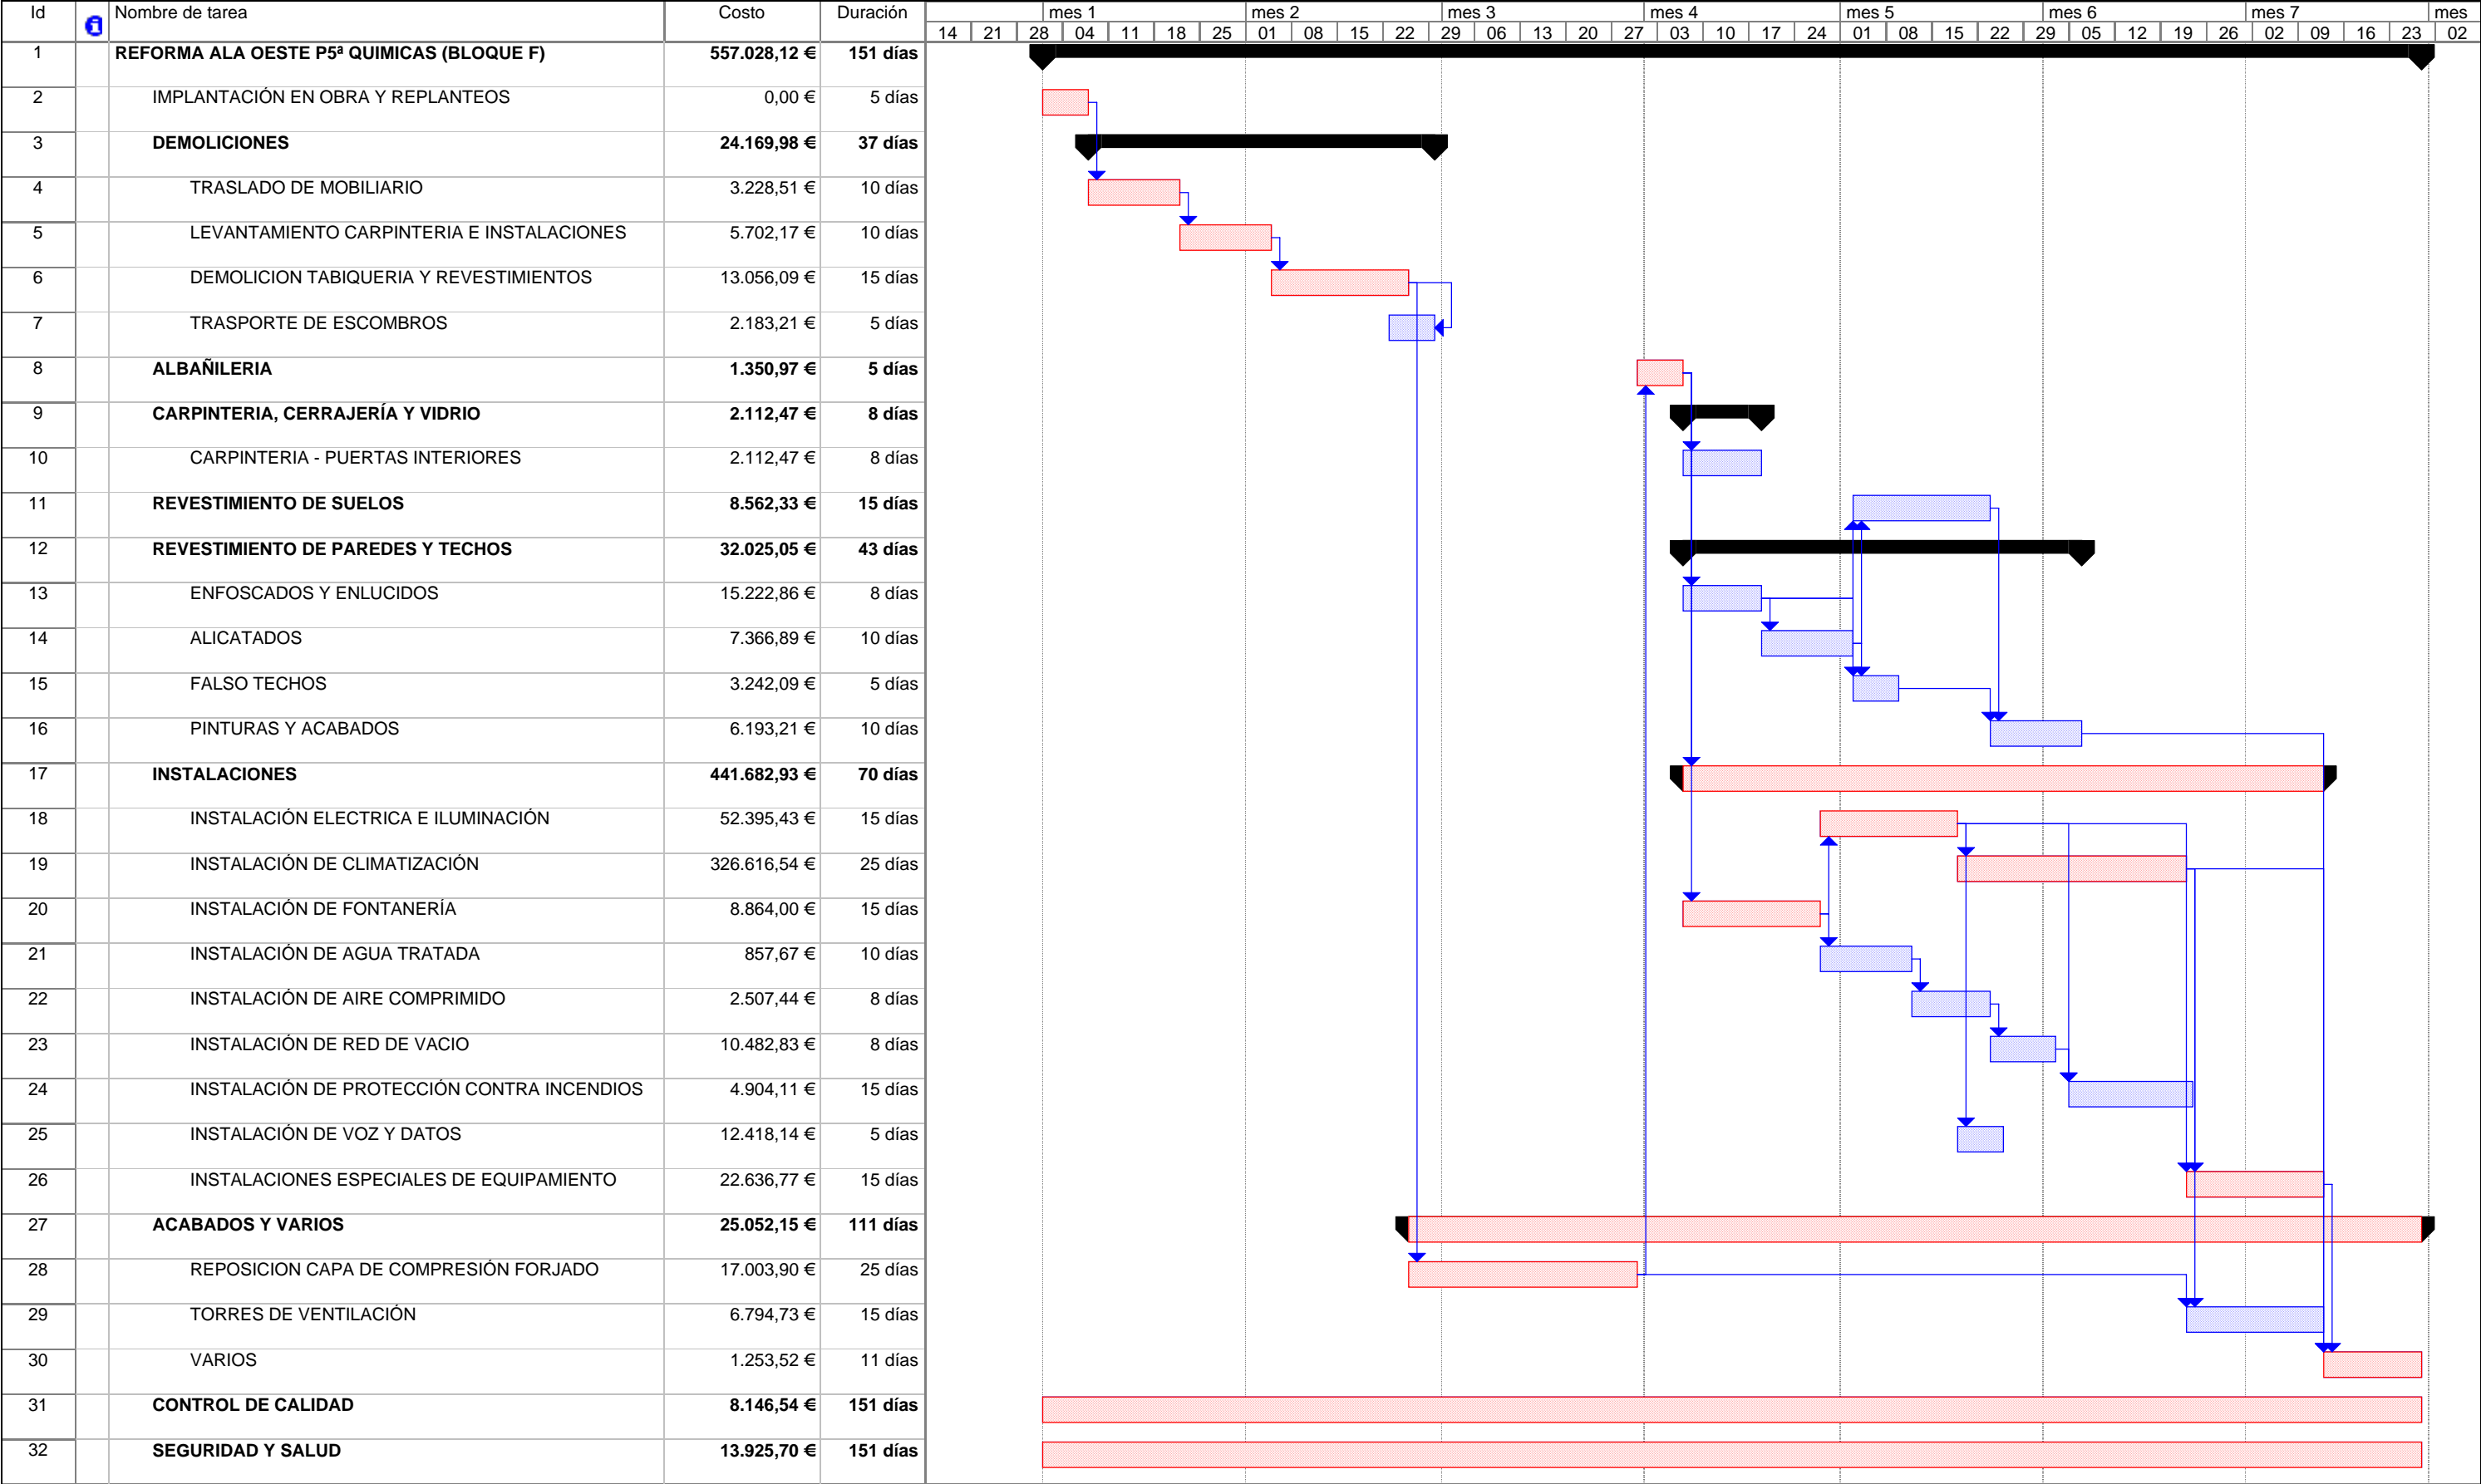 Id Nombre de tarea Costo Duración mes 1 mes 2 mes 3 mes 4 mes 5 mes 6 mes 7 mes
14 21 28 04 11 18 25 01 08 15 22 29 06 13 20 27 03 10 17 24 01 08 15 22 29 05 12 19 26 02 09 16 23 02
1 REFORMA ALA OESTE P5ª QUIMICAS (BLOQUE F) 557.028,12 € 151 días
2 IMPLANTACIÓN EN OBRA Y REPLANTEOS 0,00 € 5 días
3 DEMOLICIONES 24.169,98 € 37 días
4 TRASLADO DE MOBILIARIO 3.228,51 € 10 días
5 LEVANTAMIENTO CARPINTERIA E INSTALACIONES 5.702,17 € 10 días
6 DEMOLICION TABIQUERIA Y REVESTIMIENTOS 13.056,09 € 15 días
7 TRASPORTE DE ESCOMBROS 2.183,21 € 5 días
8 ALBAÑILERIA 1.350,97 € 5 días
9 CARPINTERIA, CERRAJERÍA Y VIDRIO 2.112,47 € 8 días
10 CARPINTERIA - PUERTAS INTERIORES 2.112,47 € 8 días
11 REVESTIMIENTO DE SUELOS 8.562,33 € 15 días
12 REVESTIMIENTO DE PAREDES Y TECHOS 32.025,05 € 43 días
13 ENFOSCADOS Y ENLUCIDOS 15.222,86 € 8 días
14 ALICATADOS 7.366,89 € 10 días
15 FALSO TECHOS 3.242,09 € 5 días
16 PINTURAS Y ACABADOS 6.193,21 € 10 días
17 INSTALACIONES 441.682,93 € 70 días
18 INSTALACIÓN ELECTRICA E ILUMINACIÓN 52.395,43 € 15 días
19 INSTALACIÓN DE CLIMATIZACIÓN 326.616,54 € 25 días
20 INSTALACIÓN DE FONTANERÍA 8.864,00 € 15 días
21 INSTALACIÓN DE AGUA TRATADA 857,67 € 10 días
22 INSTALACIÓN DE AIRE COMPRIMIDO 2.507,44 € 8 días
23 INSTALACIÓN DE RED DE VACIO 10.482,83 € 8 días
24 INSTALACIÓN DE PROTECCIÓN CONTRA INCENDIOS 4.904,11 € 15 días
25 INSTALACIÓN DE VOZ Y DATOS 12.418,14 € 5 días
26 INSTALACIONES ESPECIALES DE EQUIPAMIENTO 22.636,77 € 15 días
27 ACABADOS Y VARIOS 25.052,15 € 111 días
28 REPOSICION CAPA DE COMPRESIÓN FORJADO 17.003,90 € 25 días
29 TORRES DE VENTILACIÓN 6.794,73 € 15 días
30 VARIOS 1.253,52 € 11 días
31 CONTROL DE CALIDAD 8.146,54 € 151 días
32 SEGURIDAD Y SALUD 13.925,70 € 151 días